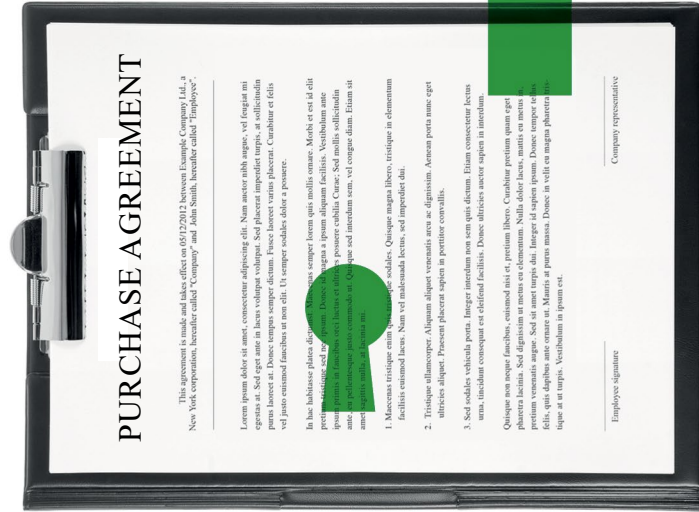 PURCHASE AGREEMENT
This agreement is made and takes effect on 05/12/2012 between Example Company Ltd., a
New York corporation, hereafter called "Company" and John Smith, hereafter called "Employee".
Lorem ipsum dolor sit amet, consectetur adipiscing elit. Nam auctor nibh augue, vel feugiat mi
egestas at. Sed eget ante in lacus volutpat volutpat. Sed placerat imperdiet turpis, at sollicitudin
purus laoreet at. Donec tempus semper dictum. Fusce laoreet varius placerat. Curabitur et felis
vel justo euismod faucibus ut non elit. Ut semper sodales dolor a posuere.
In hac habitasse platea dictumst. Maecenas semper lorem quis mollis ornare. Morbi et est id elit
pretium tristique sed nec ipsum. Donec id magna a ipsum aliquam facilisis. Vestibulum ante
ipsum primis in faucibus orci luctus et ultrices posuere cubilia Curae; Sed mollis sollicitudin
ante, eu pellentesque justo commodo ut. Quisque sed interdum sem, vel congue diam. Etiam sit
amet sagittis nulla, at lacinia mi.
1. Maecenas tristique enim quis tristique sodales. Quisque magna libero, tristique in elementum
facilisis euismod lacus. Nam vel malesuada lectus, sed imperdiet dui.
2. Tristique ullamcorper. Aliquam aliquet venenatis arcu ac dignissim. Aenean porta nunc eget
ultricies aliquet. Praesent placerat sapien in porttitor convallis.
3. Sed sodales vehicula porta. Integer interdum non sem quis dictum. Etiam consectetur lectus
urna, tincidunt consequat est eleifend facilisis. Donec ultricies auctor sapien in interdum.
Quisque non neque faucibus, euismod nisi et, pretium libero. Curabitur pretium quam eget
pharetra lacinia. Sed dignissim ut metus eu elementum. Nulla dolor lacus, mattis eu metus in,
pretium venenatis augue. Sed sit amet turpis dui. Integer id sapien ipsum. Donec tempor tellus
felis, quis dapibus ante ornare ut. Mauris at purus massa. Donec in velit eu magna pharetra tris-
tique at ut turpis. Vestibulum in ipsum est.
Employee signature
Company representative